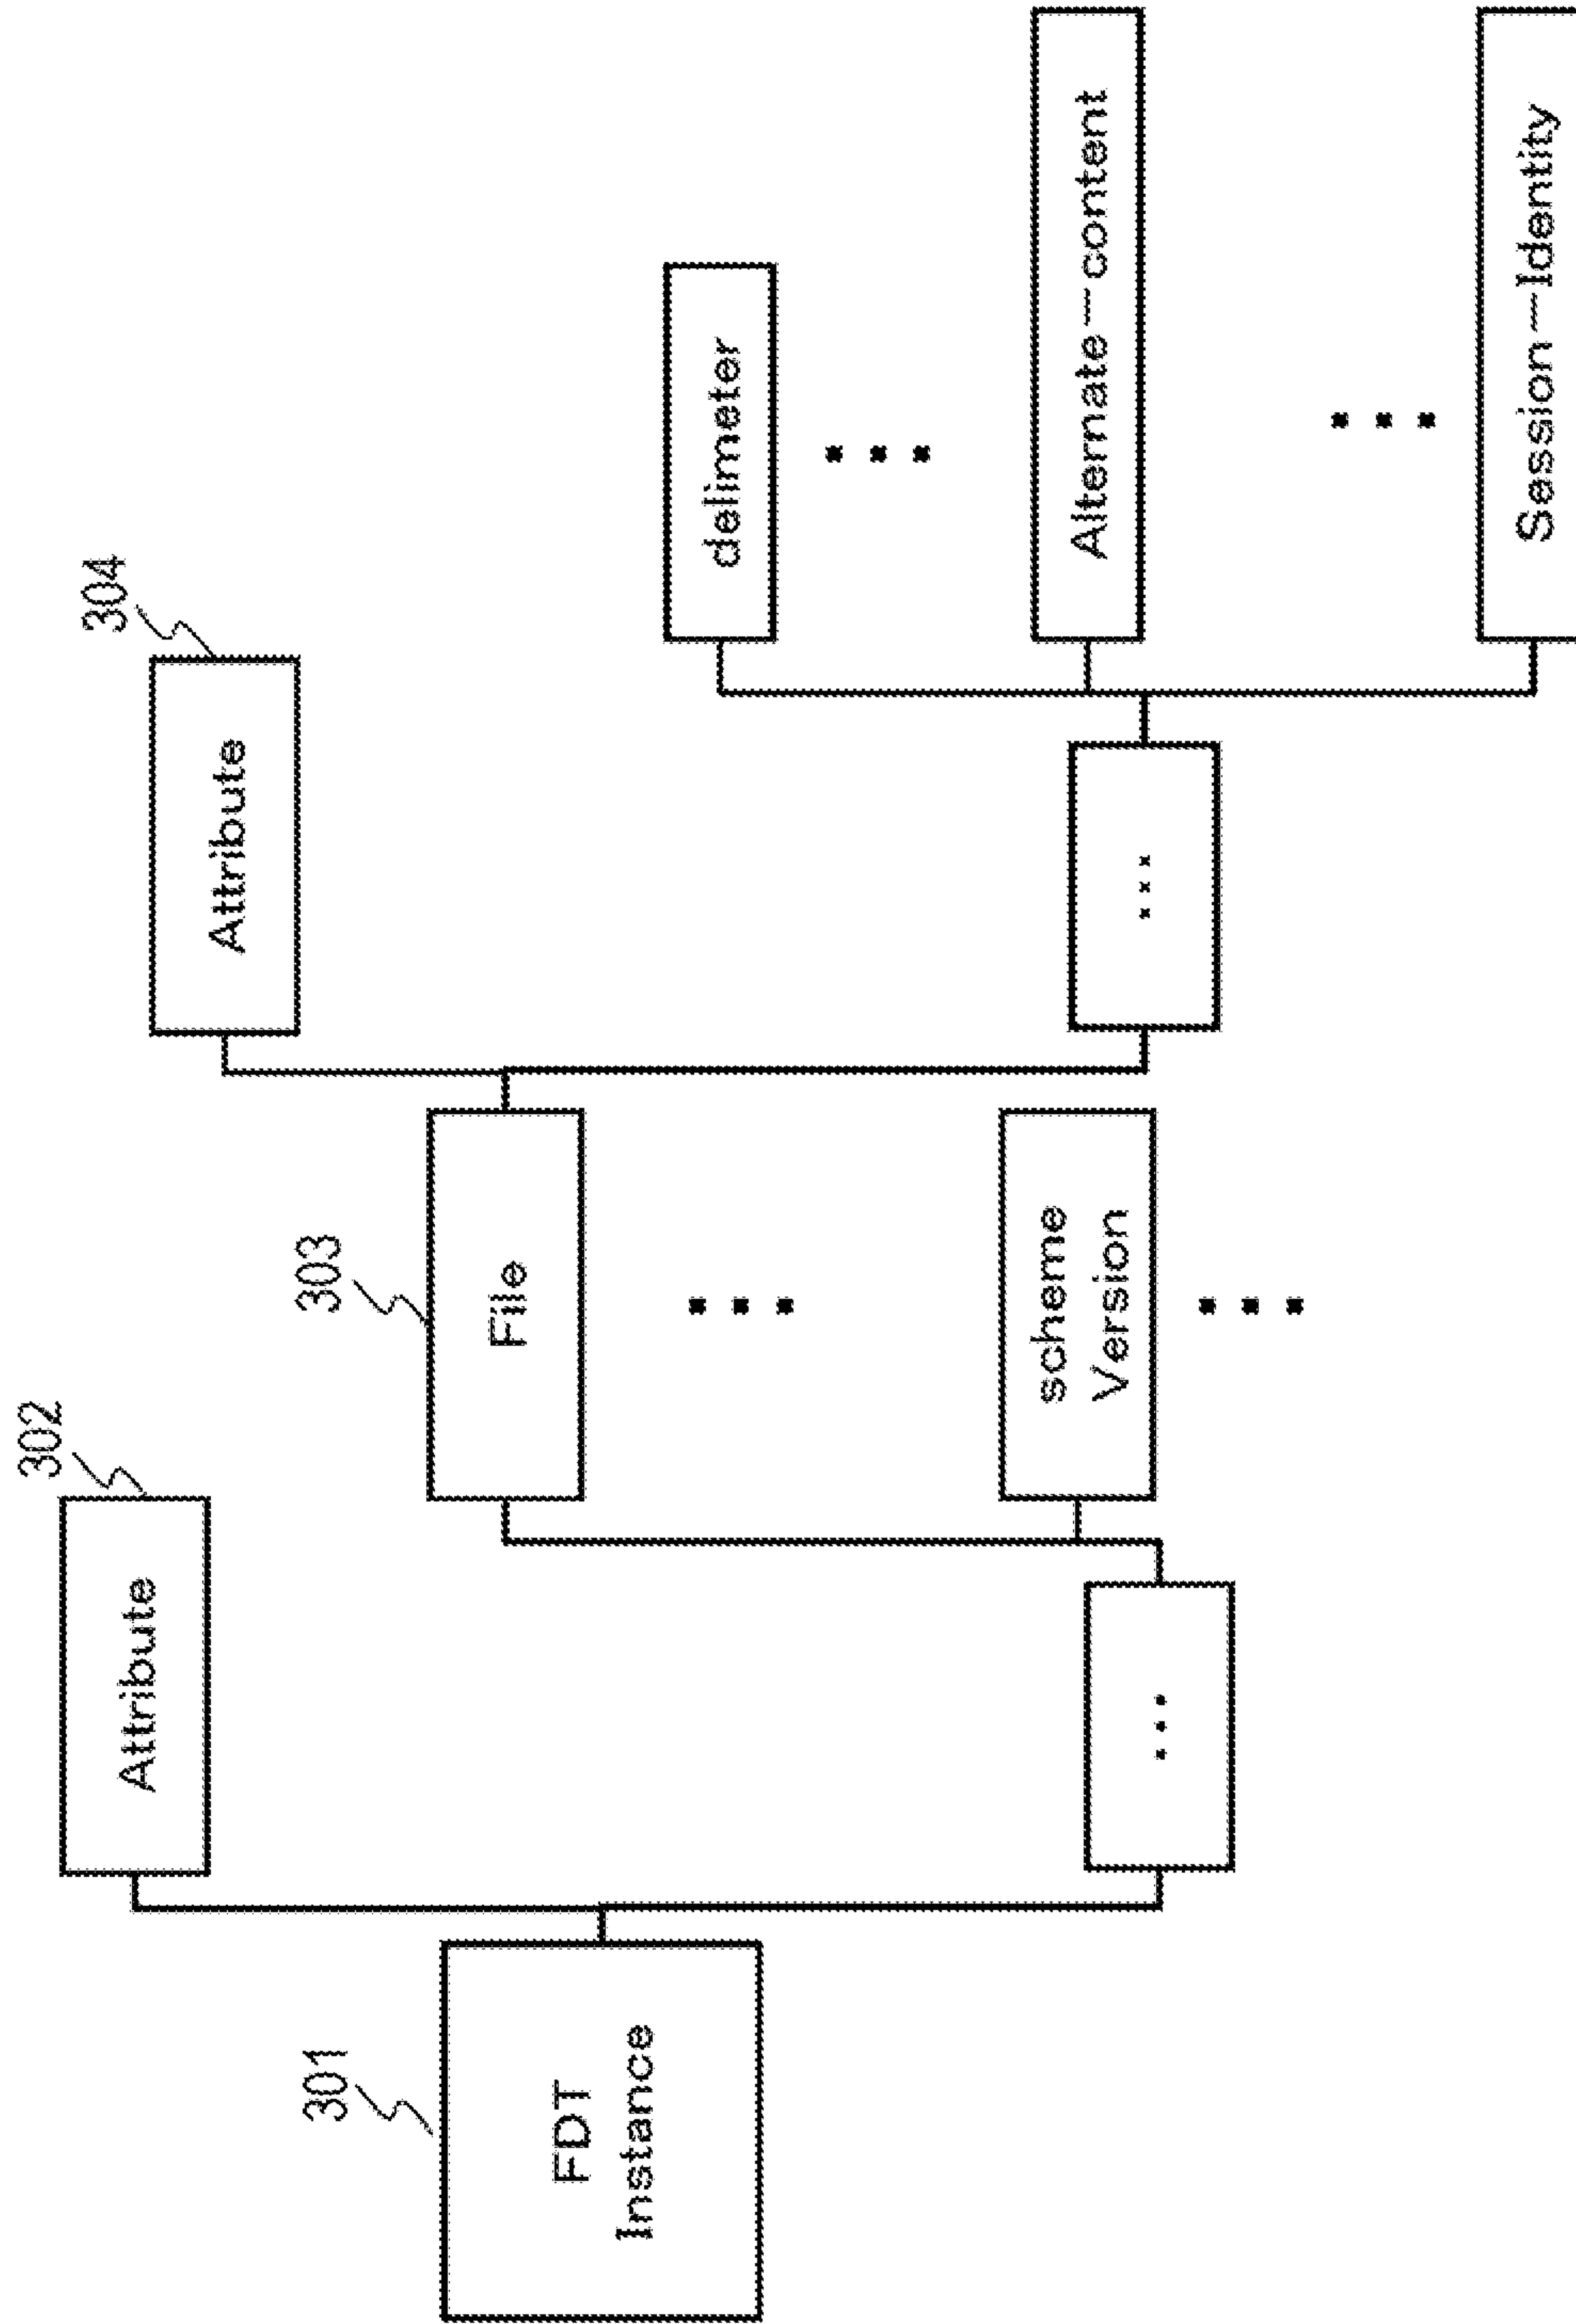 301
FDT
Instance
302
Attribute
...
303
File
scheme
Version
304
Attribute
...
delimeter
Alternate-content
Session-Identity